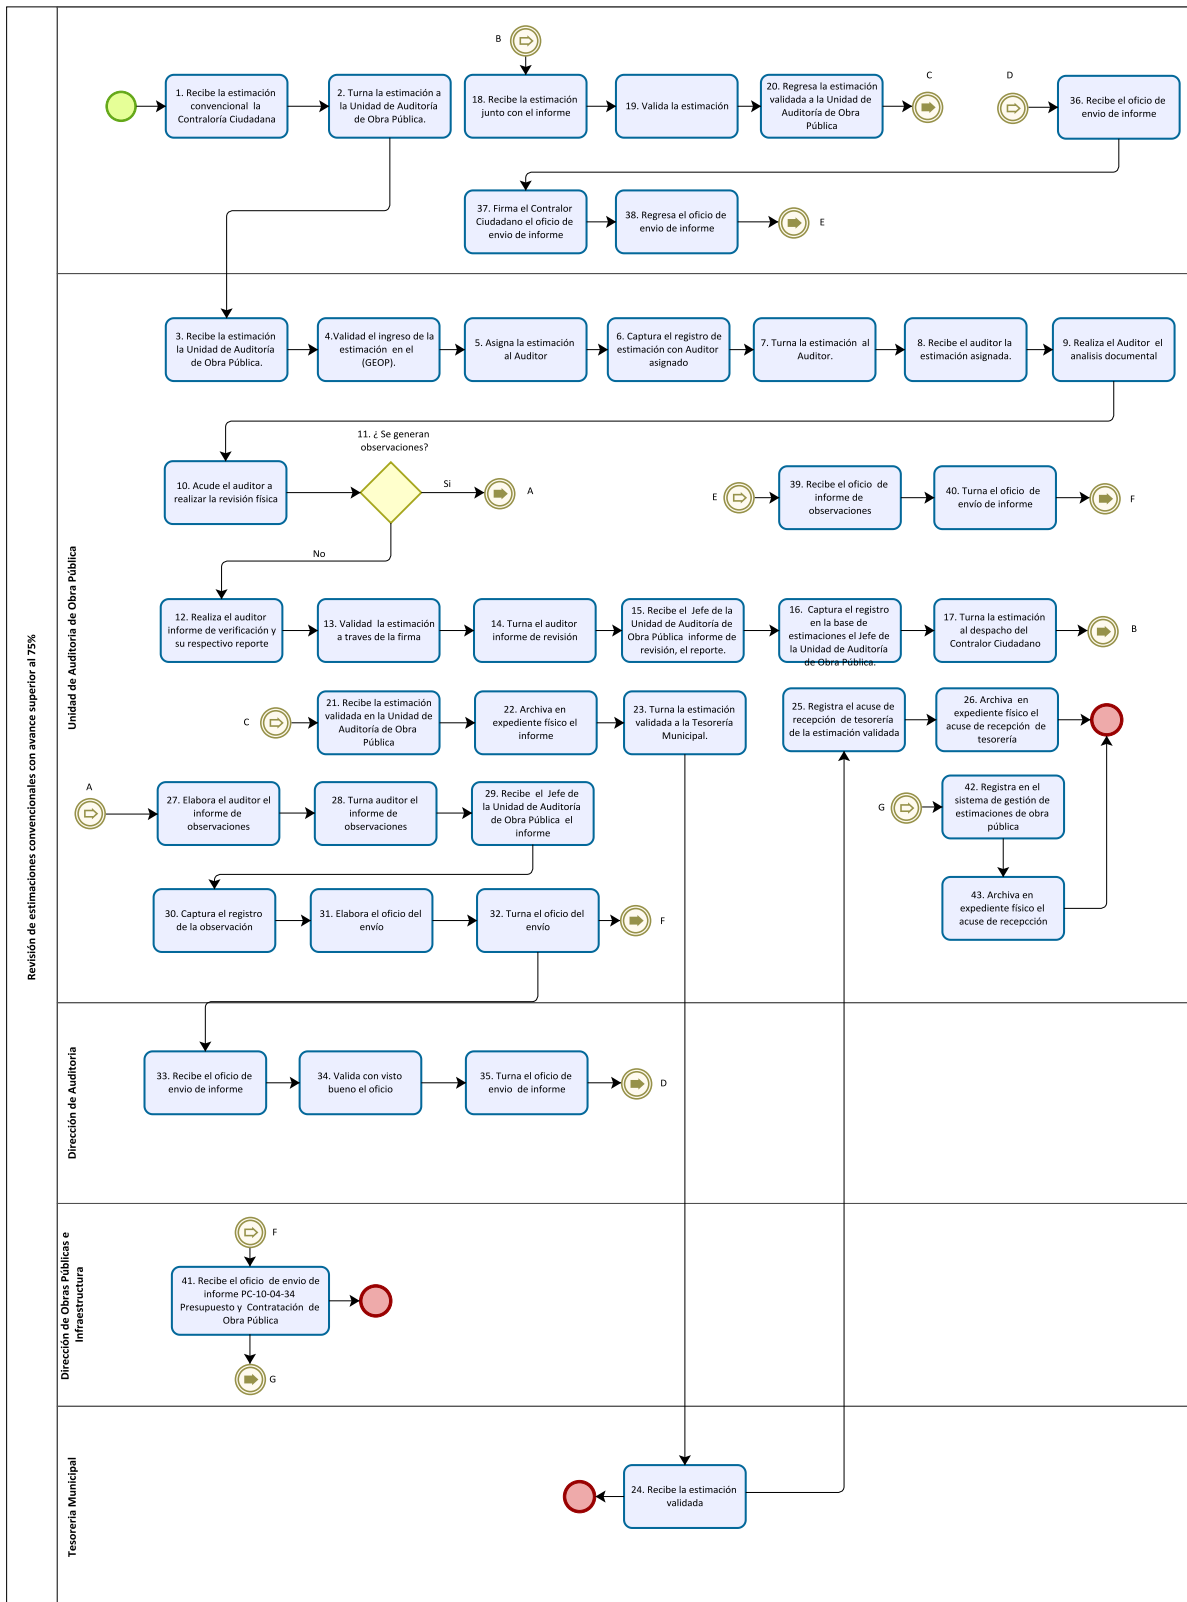 Revisión de estimaciones convencionales con avance superior al 75%
B
1. Recibe la estimación
convencional la
Contraloría Ciudadana
2. Turna la estimación a
la Unidad de Auditoría
de Obra Pública.
18. Recibe la estimación
junto con el informe
19. Valida la estimación
20. Regresa la estimación
validada a la Unidad de
Auditoría de Obra
Pública
C
D
36. Recibe el oficio de
envio de informe
37. Firma el Contralor
Ciudadano el oficio de
envio de informe
38. Regresa el oficio de
envio de informe
E
Unidad de Auditoria de Obra Pública
3. Recibe la estimación
la Unidad de Auditoría
de Obra Pública.
4.Validad el ingreso de la
estimación en el
(GEOP).
5. Asigna la estimación
al Auditor
6. Captura el registro de
estimación con Auditor
asignado
7. Turna la estimación al
Auditor.
8. Recibe el auditor la
estimación asignada.
9. Realiza el Auditor el
analisis documental
10. Acude el auditor a
realizar la revisión física
11. ¿ Se generan
observaciones?
Si
A
No
E
39. Recibe el oficio de
informe de
observaciones
40. Turna el oficio de
envío de informe
F
12. Realiza el auditor
informe de verificación y
su respectivo reporte
13. Validad la estimación
a traves de la firma
14. Turna el auditor
informe de revisión
15. Recibe el Jefe de la
Unidad de Auditoría de
Obra Pública informe de
revisión, el reporte.
16. Captura el registro
en la base de
estimaciones el Jefe de
la Unidad de Auditoría
de Obra Pública.
17. Turna la estimación
al despacho del
Contralor Ciudadano
B
C
21. Recibe la estimación
validada en la Unidad de
Auditoría de Obra
Pública
22. Archiva en
expediente físico el
informe
23. Turna la estimación
validada a la Tesorería
Municipal.
25. Registra el acuse de
recepción de tesorería
de la estimación validada
26. Archiva en
expediente físico el
acuse de recepción de
tesorería
A
27. Elabora el auditor el
informe de
observaciones
28. Turna auditor el
informe de
observaciones
29. Recibe el Jefe de
la Unidad de Auditoría
de Obra Pública el
informe
G
42. Registra en el
sistema de gestión de
estimaciones de obra
pública
30. Captura el registro
de la observación
31. Elabora el oficio del
envío
32. Turna el oficio del
envío
F
43. Archiva en
expediente físico el
acuse de recepcción
Dirección de Auditoria
33. Recibe el oficio de
envio de informe
34. Valida con visto
bueno el oficio
35. Turna el oficio de
envio de informe
D
Dirección de Obras Públicas e
Infraestructura
F
41. Recibe el oficio de envio de
informe PC-10-04-34
Presupuesto y Contratación de
Obra Pública
G
Tesoreria Municipal
24. Recibe la estimación
validada